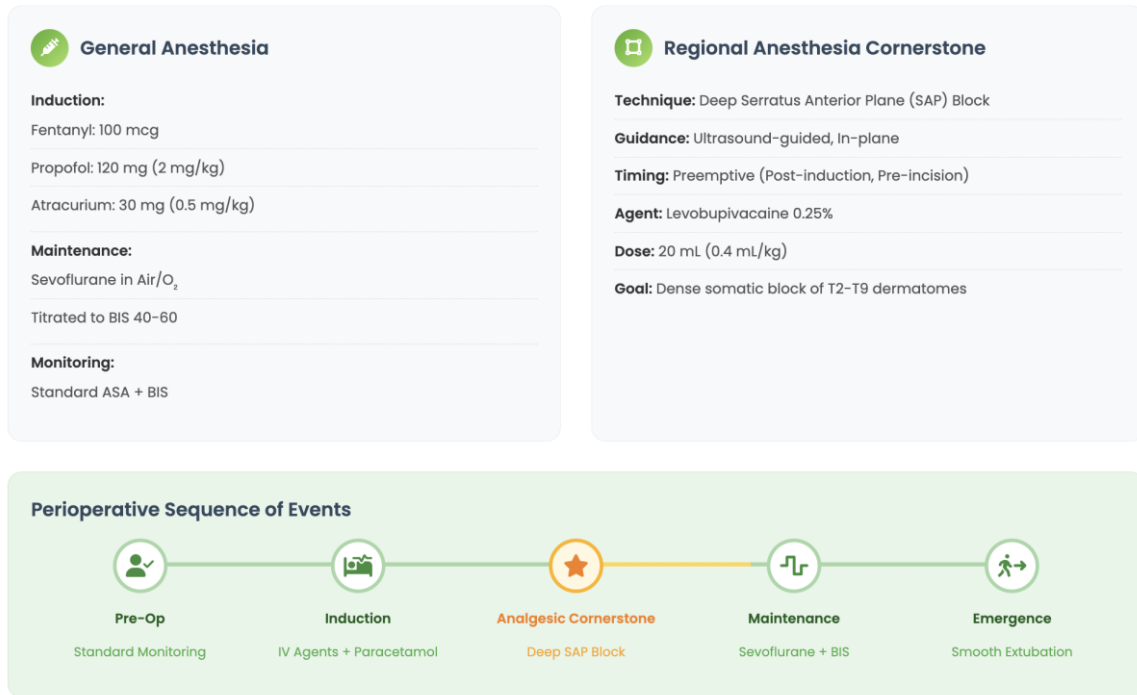 General Anesthesia
Induction:
Fentanyl: 100 mcg
Propofol: 120 mg (2 mg/kg)
Atracurium: 30 mg (0.5 mg/kg)
Maintenance:
Sevoflurane in Air/O₂
Titrated to BIS 40-60
Monitoring:
Standard ASA + BIS
Regional Anesthesia Cornerstone
Technique: Deep Serratus Anterior Plane (SAP) Block
Guidance: Ultrasound-guided, In-plane
Timing: Preemptive (Post-induction, Pre-incision)
Agent: Levobupivacaine 0.25%
Dose: 20 mL (0.4 mL/kg)
Goal: Dense somatic block of T2-T9 dermatomes
Perioperative Sequence of Events
Pre-Op
Standard Monitoring
Induction
IV Agents + Paracetamol
Analgesic Cornerstone
Deep SAP Block
Maintenance
Sevoflurane + BIS
Emergence
Smooth Extubation